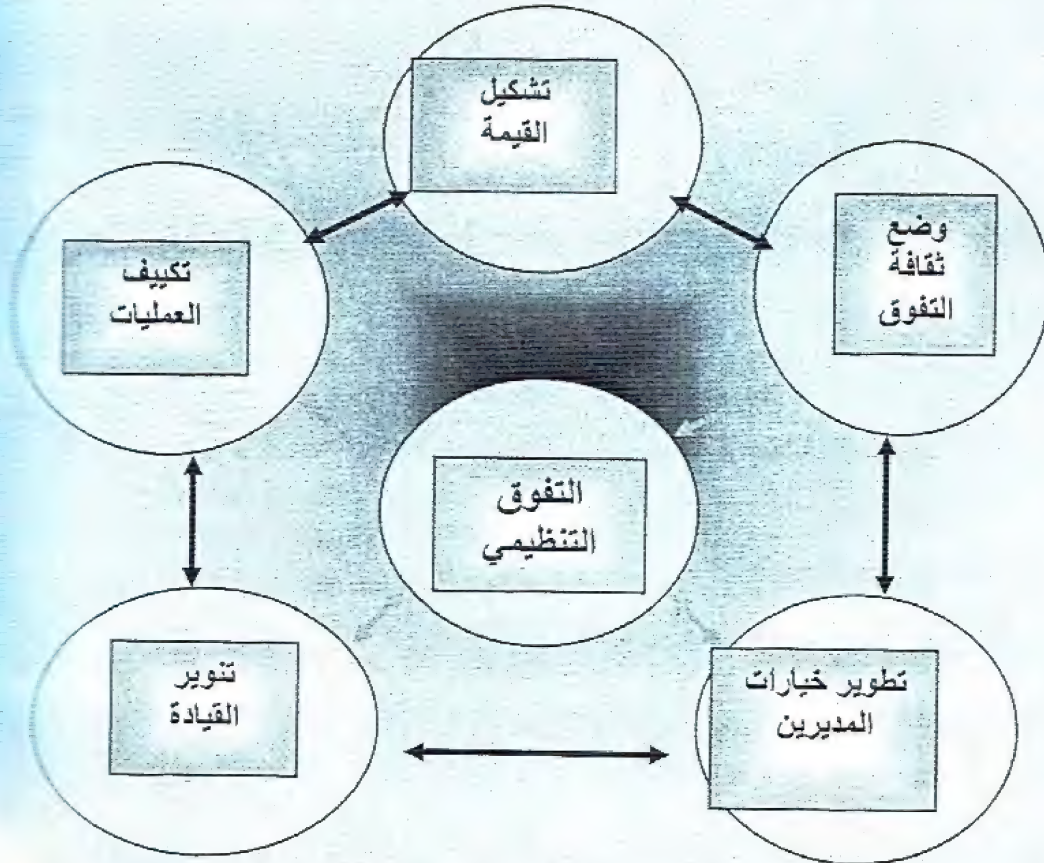 تشكيل
القيمة
وضع
ثقافة
التفوق
تكييف
العمليات
التفوق
التنظيمي
تنوير
القيادة
تطوير خيارات
المديرين